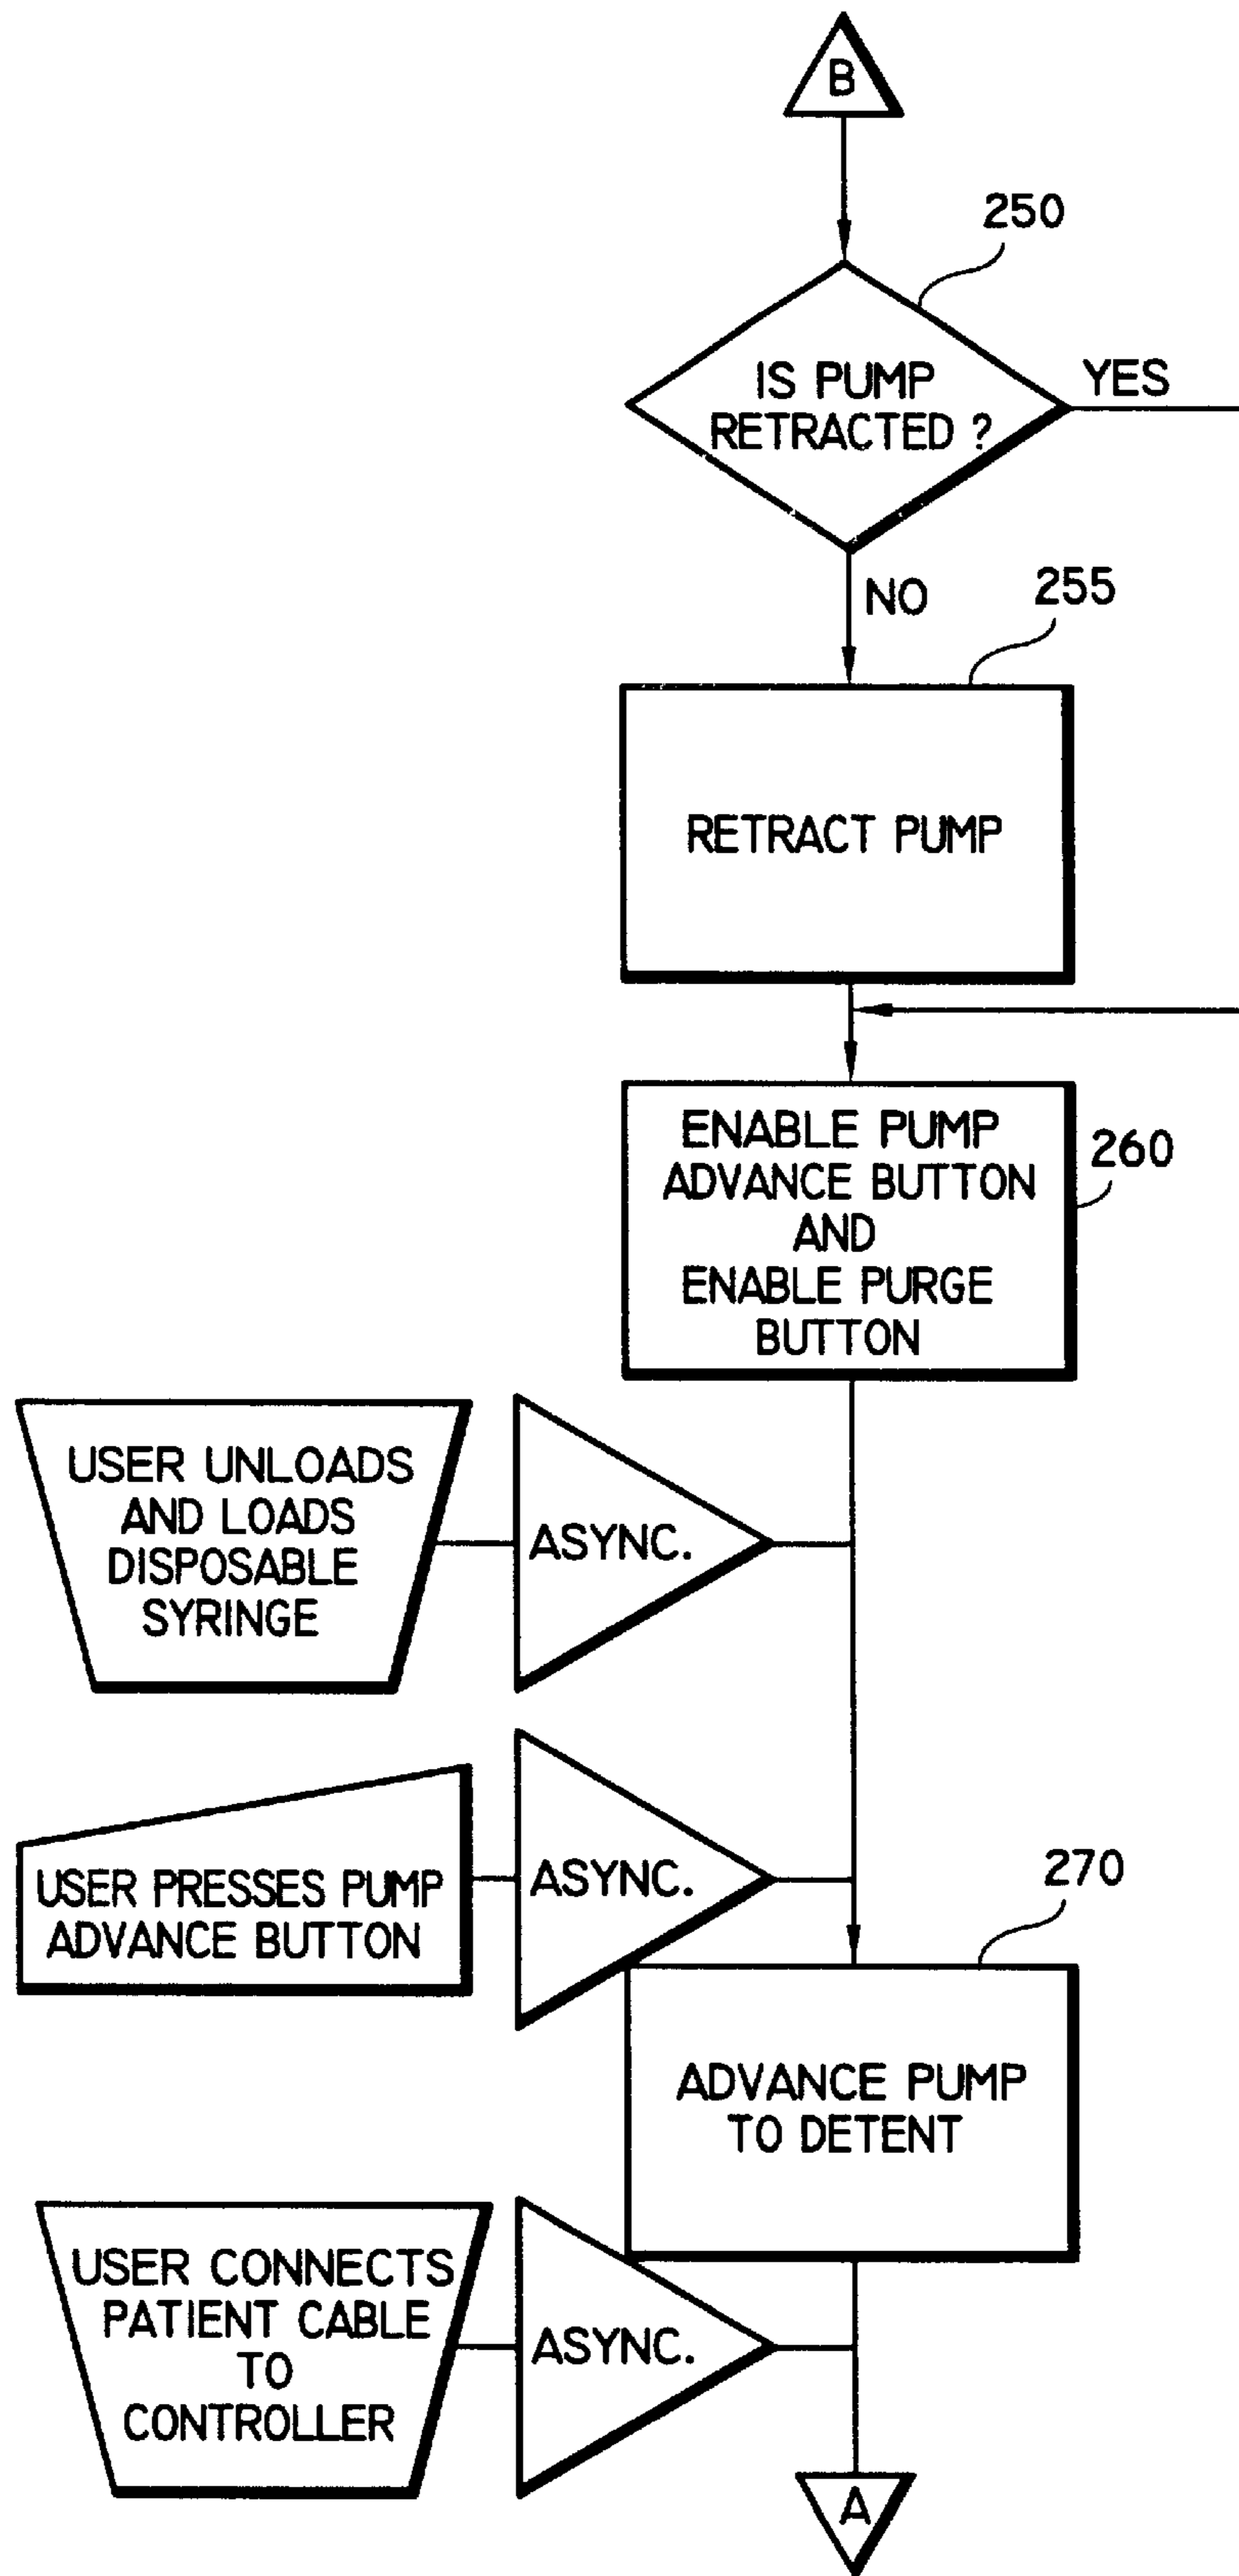 B
250
IS PUMP
RETRACTED ?
YES
NO
255
RETRACT PUMP
ENABLE PUMP
ADVANCE BUTTON
AND
ENABLE PURGE
BUTTON
260
USER UNLOADS
AND LOADS
DISPOSABLE
SYRINGE
ASYNC.
USER PRESSES PUMP
ADVANCE BUTTON
ASYNC.
270
ADVANCE PUMP
TO DETENT
USER CONNECTS
PATIENT CABLE
TO
CONTROLLER
ASYNC.
A